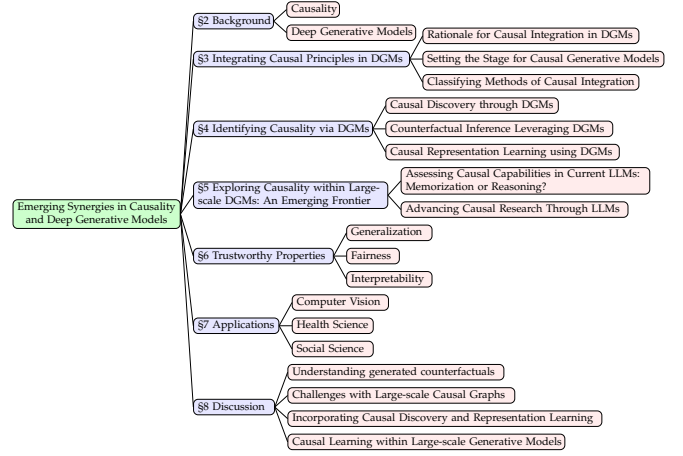 Emerging Synergies in Causality
and Deep Generative Models
§2 Background
Causality
Deep Generative Models
§3 Integrating Causal Principles in DGMs
Rationale for Causal Integration in DGMs
Setting the Stage for Causal Generative Models
Classifying Methods of Causal Integration
§4 Identifying Causality via DGMs
Causal Discovery through DGMs
Counterfactual Inference Leveraging DGMs
Causal Representation Learning using DGMs
§5 Exploring Causality within Large-
scale DGMs: An Emerging Frontier
Assessing Causal Capabilities in Current LLMs:
Memorization or Reasoning?
Advancing Causal Research Through LLMs
§6 Trustworthy Properties
Generalization
Fairness
Interpretability
§7 Applications
Computer Vision
Health Science
Social Science
§8 Discussion
Understanding generated counterfactuals
Challenges with Large-scale Causal Graphs
Incorporating Causal Discovery and Representation Learning
Causal Learning within Large-scale Generative Models